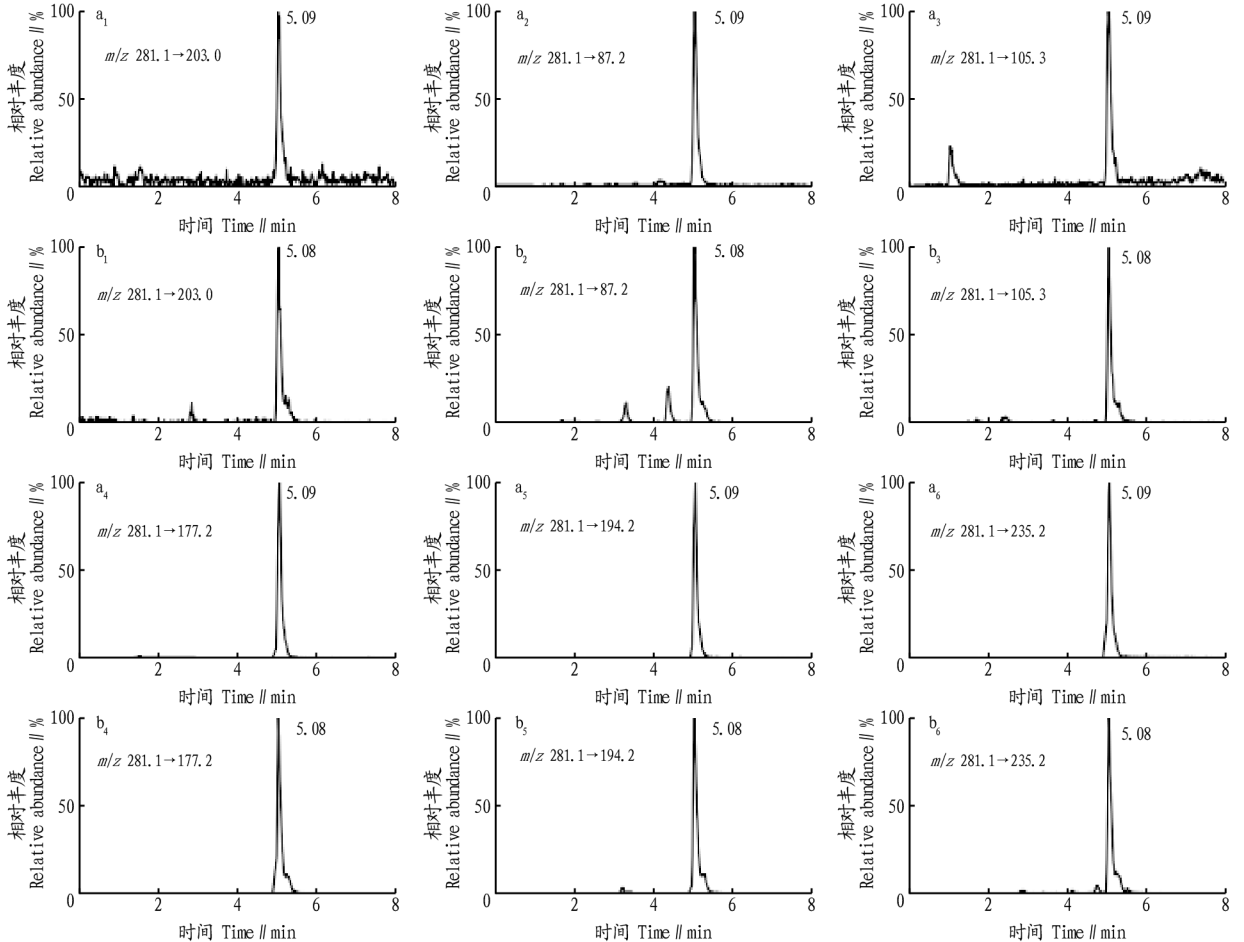 a1
5.09
m/z 281.1→203.0
100
50
0
2
4
6
8
相对丰度
Relative abundance∥%
时间 Time∥min
a2
5.09
m/z 281.1→87.2
100
50
0
2
4
6
8
相对丰度
Relative abundance∥%
时间 Time∥min
a3
5.09
m/z 281.1→105.3
100
50
0
2
4
6
8
相对丰度
Relative abundance∥%
时间 Time∥min
b1
5.08
m/z 281.1→203.0
100
50
0
2
4
6
8
相对丰度
Relative abundance∥%
时间 Time∥min
b2
5.08
m/z 281.1→87.2
100
50
0
2
4
6
8
相对丰度
Relative abundance∥%
时间 Time∥min
b3
5.08
m/z 281.1→105.3
100
50
0
2
4
6
8
相对丰度
Relative abundance∥%
时间 Time∥min
a4
5.09
m/z 281.1→177.2
100
50
0
2
4
6
8
相对丰度
Relative abundance∥%
时间 Time∥min
a5
5.09
m/z 281.1→194.2
100
50
0
2
4
6
8
相对丰度
Relative abundance∥%
时间 Time∥min
a6
5.09
m/z 281.1→235.2
100
50
0
2
4
6
8
相对丰度
Relative abundance∥%
时间 Time∥min
b4
5.08
m/z 281.1→177.2
100
50
0
2
4
6
8
相对丰度
Relative abundance∥%
时间 Time∥min
b5
5.08
m/z 281.1→194.2
100
50
0
2
4
6
8
相对丰度
Relative abundance∥%
时间 Time∥min
b6
5.08
m/z 281.1→235.2
100
50
0
2
4
6
8
相对丰度
Relative abundance∥%
时间 Time∥min